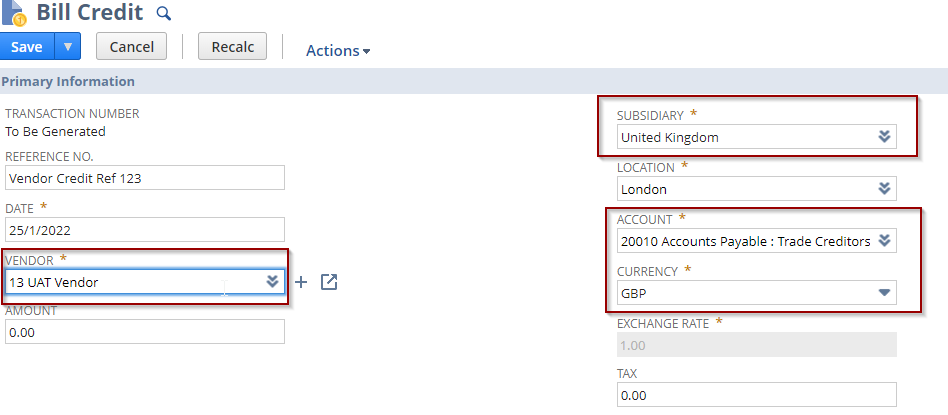 Bill Credit
Save
Cancel
Recalc
Actions
Primary Information
TRANSACTION NUMBER
To Be Generated
REFERENCE NO.
Vendor Credit Ref 123
DATE *
25/1/2022
VENDOR *
13 UAT Vendor
AMOUNT
0.00
SUBSIDIARY *
United Kingdom
LOCATION *
London
ACCOUNT *
20010 Accounts Payable : Trade Creditors
CURRENCY *
GBP
EXCHANGE RATE *
1.00
TAX
0.00